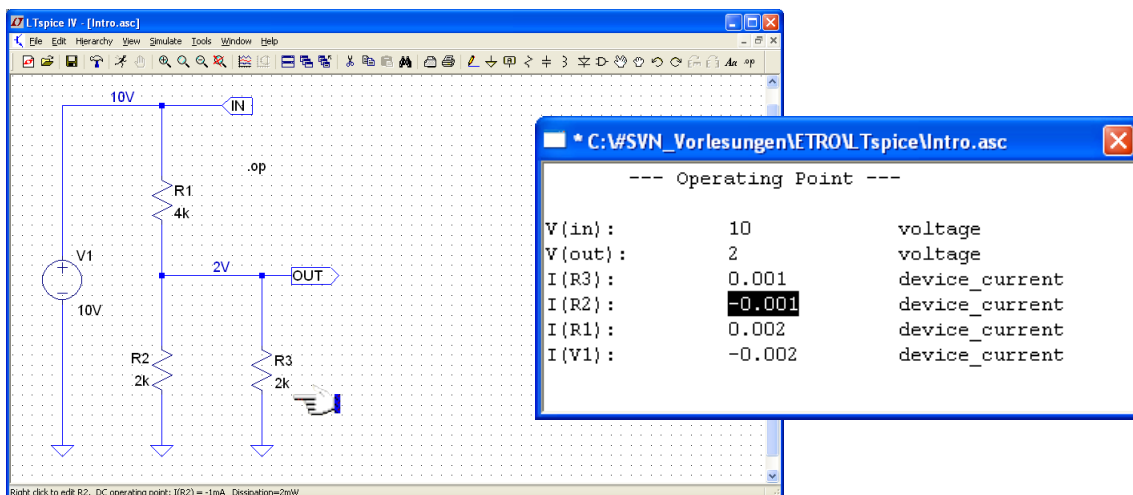 LTspice IV - [Intro.asc]
File Edit Hierarchy View Simulate Tools Window Help
Aa .op
10V
IN
.op
R1
4k
V1
10V
2V
OUT
R2
2k
R3
2k
Right click to edit R2. DC operating point: I(R2) = -1mA Dissipation=2mW
* C:\#SVN_Vorlesungen\ETRO\LTspice\Intro.asc
--- Operating Point ---
V(in): 10 voltage
V(out): 2 voltage
I(R3): 0.001 device_current
I(R2): -0.001 device_current
I(R1): 0.002 device_current
I(V1): -0.002 device_current